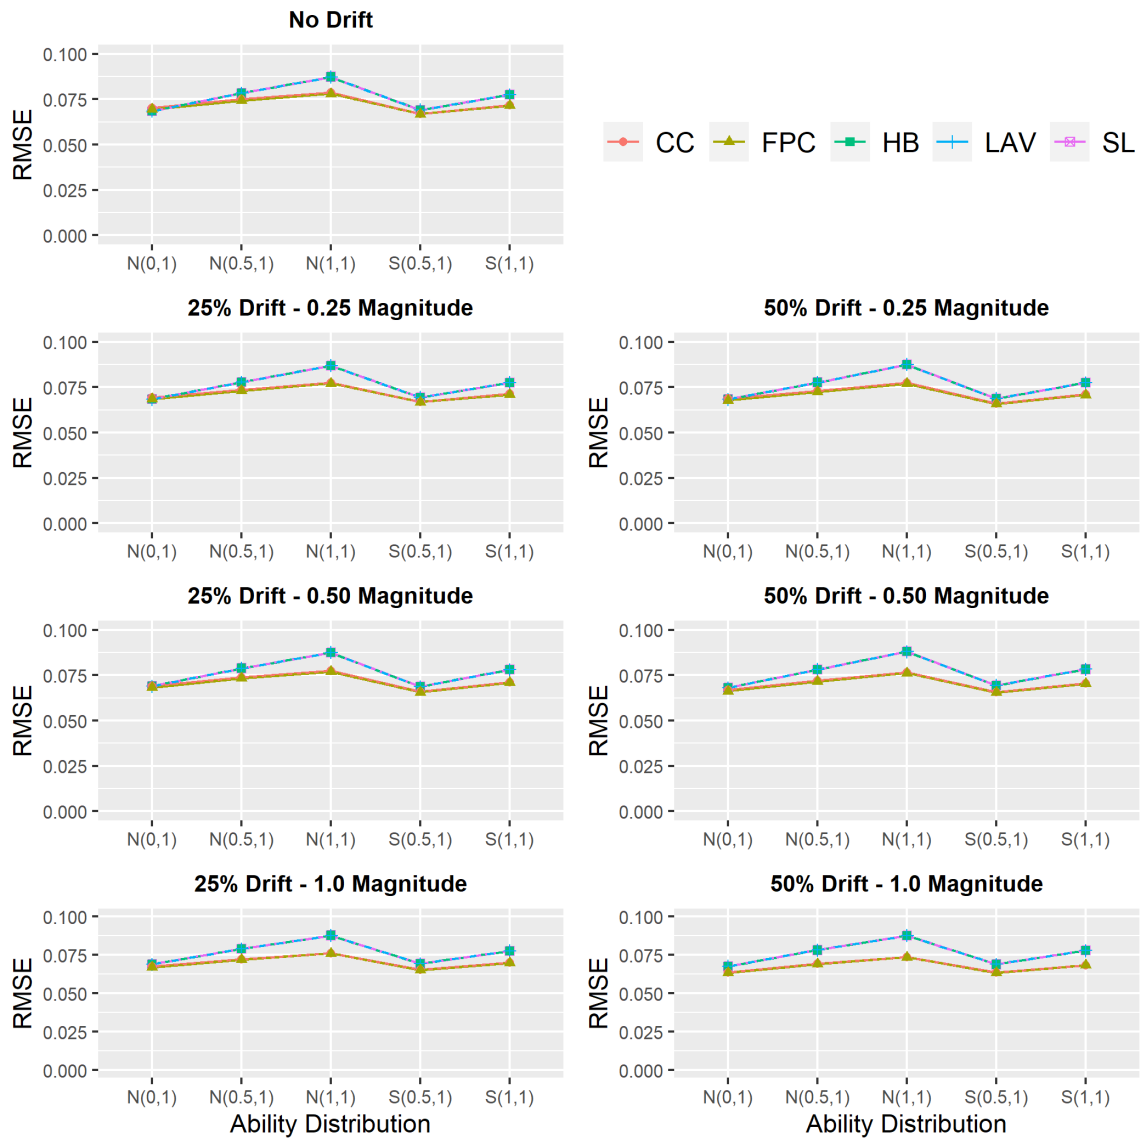 No Drift
0.100
0.075
0.050
0.025
0.000
RMSE
N(0,1) N(0.5,1) N(1,1) S(0.5,1) S(1,1)
CC FPC HB LAV SL
25% Drift - 0.25 Magnitude
0.100
0.075
0.050
0.025
0.000
RMSE
N(0,1) N(0.5,1) N(1,1) S(0.5,1) S(1,1)
50% Drift - 0.25 Magnitude
0.100
0.075
0.050
0.025
0.000
RMSE
N(0,1) N(0.5,1) N(1,1) S(0.5,1) S(1,1)
25% Drift - 0.50 Magnitude
0.100
0.075
0.050
0.025
0.000
RMSE
N(0,1) N(0.5,1) N(1,1) S(0.5,1) S(1,1)
50% Drift - 0.50 Magnitude
0.100
0.075
0.050
0.025
0.000
RMSE
N(0,1) N(0.5,1) N(1,1) S(0.5,1) S(1,1)
25% Drift - 1.0 Magnitude
0.100
0.075
0.050
0.025
0.000
RMSE
N(0,1) N(0.5,1) N(1,1) S(0.5,1) S(1,1)
Ability Distribution
50% Drift - 1.0 Magnitude
0.100
0.075
0.050
0.025
0.000
RMSE
N(0,1) N(0.5,1) N(1,1) S(0.5,1) S(1,1)
Ability Distribution